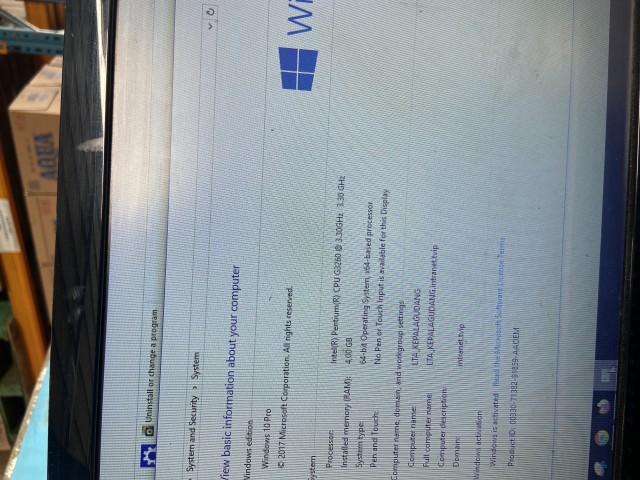 Uninstall or change a program
System and Security > System
View basic information about your computer
Windows edition
Windows 10 Pro
© 2017 Microsoft Corporation. All rights reserved.
Wi
System
Processor: Intel(R) Pentium(R) CPU G3260 @ 3.30GHz 3.30 GHz
Installed memory (RAM): 4.00 GB
System type: 64-bit Operating System, x64-based processor
Pen and Touch: No Pen or Touch Input is available for this Display
Computer name, domain, and workgroup settings
Computer name: LTA_KEPALAGUDANG
Full computer name: LTA_KEPALAGUDANG.intranet.tvip
Computer description:
Domain: intranet.tvip
Windows activation
Windows is activated Read the Microsoft Software License Terms
Product ID: 00330-71382-91839-AAOEM
AQUA